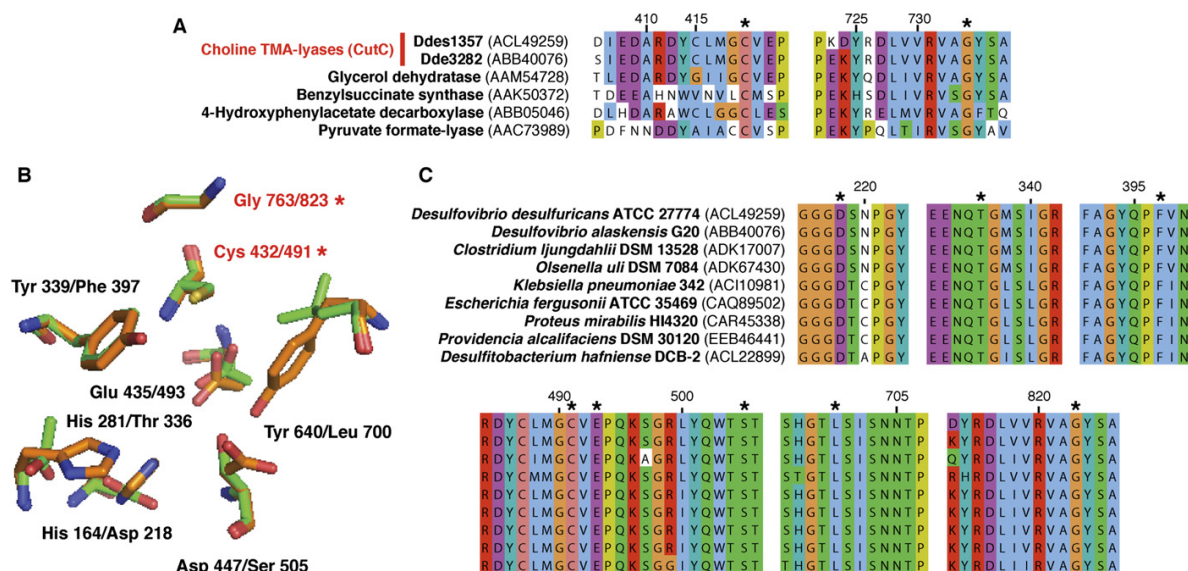 A
410 415 * 725 730 *
Choline TMA-lyases (CutC)
Ddes1357 (ACL49259) DIEDARDYCLMGCVEP PKDYRDLVVRVAGYSA
Dde3282 (ABB40076) SIEDARDYCLMGCVEP PEKYRDLIVRVAGYSA
Glycerol dehydratase (AAM54728) TLEDARDYGIIGCVEP PEKYQDLIVRVAGYSA
Benzylsuccinate synthase (AAK50372) TDEEAHNWVNVLCMSP PEKHSDLIVRVSGYSA
4-Hydroxyphenylacetate decarboxylase (ABB05046) DLHDARAWCLGGCLES PEKYPELMVRVAGFTQ
Pyruvate formate-lyase (AAC73989) PDFNNDDYAIACCVSP PEKYPQLTIRVSGYAV
B
Gly 763/823 *
Cys 432/491 *
Tyr 339/Phe 397
Glu 435/493
His 281/Thr 336
Tyr 640/Leu 700
His 164/Asp 218
Asp 447/Ser 505
C
* 220 * 340 395 *
Desulfovibrio desulfuricans ATCC 27774 (ACL49259) GGGDSNPGY EENQTGMSIGR FAGYQPFVN
Desulfovibrio alaskensis G20 (ABB40076) GGGDSNPGY EENQTGMSIGR FAGYQPFVN
Clostridium ljungdahlii DSM 13528 (ADK17007) GGGDSNPGY EENQTGMSIGR FAGYQPFVN
Olsenella uli DSM 7084 (ADK67430) GGGDSNPGY EENQTGMSIGR FAGYQPFVN
Klebsiella pneumoniae 342 (ACI10981) GGGDTCPGY EENQTGLSLGR FAGYQPFIN
Escherichia fergusonii ATCC 35469 (CAQ89502) GGGDTCPGY EENQTGLSLGR FAGYQPFIN
Proteus mirabilis HI4320 (CAR45338) GGGDTCPGY EENQTGLSLGR FAGYQPFIN
Providencia alcalifaciens DSM 30120 (EEB46441) GGGDTCPGY EENQTGLSLGR FAGYQPFIN
Desulfitobacterium hafniense DCB-2 (ACL22899) GGGDTAPGY EENQTGISLGR FAGYQPFIN
490 * * 500 * * 705 820 *
RDYCLMGCVEPQKSGRLYQWTST SHGTLSISNNTP DYRDLVVRVAGYSA
RDYCLMGCVEPQKSGRLYQWTST SHGTLSISNNTP KYRDLIVRVAGYSA
RDYCIMGCVEPQKAGRLYQWTST SHGTLSISNNTP QYRDLIVRVAGYSA
RDYCMMGCVEPQKSGRLYQWTST STGTLSISNNTP RHRDLIVRVAGYSA
RDYCLMGCVEPQKSGRIYQWTST SHGTLSISNNTP KYRDLIVRVAGYSA
RDYCLMGCVEPQKSGRIYQWTST SHGTLSISNNTP KYRDLIVRVAGYSA
RDYCLMGCVEPQKSGRIYQWTST SHGTLSISNNTP KYRDLIVRVAGYSA
RDYCLMGCVEPQKSGRIYQWTST SHGTLSISNNTP KYRDLIIRVAGYSA
RDYCLMGCVEPQKSGGIYQWTST THGTLSISNNTP KYRDLIVRVAGYSA